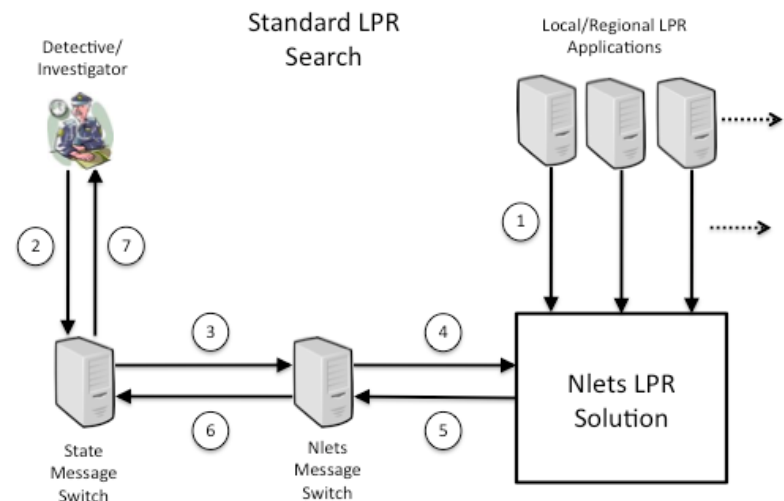 Standard LPR
Search
Detective/
Investigator
Local/Regional LPR
Applications
1
2
7
3
4
6
5
Nlets LPR
Solution
State
Message
Switch
Nlets
Message
Switch